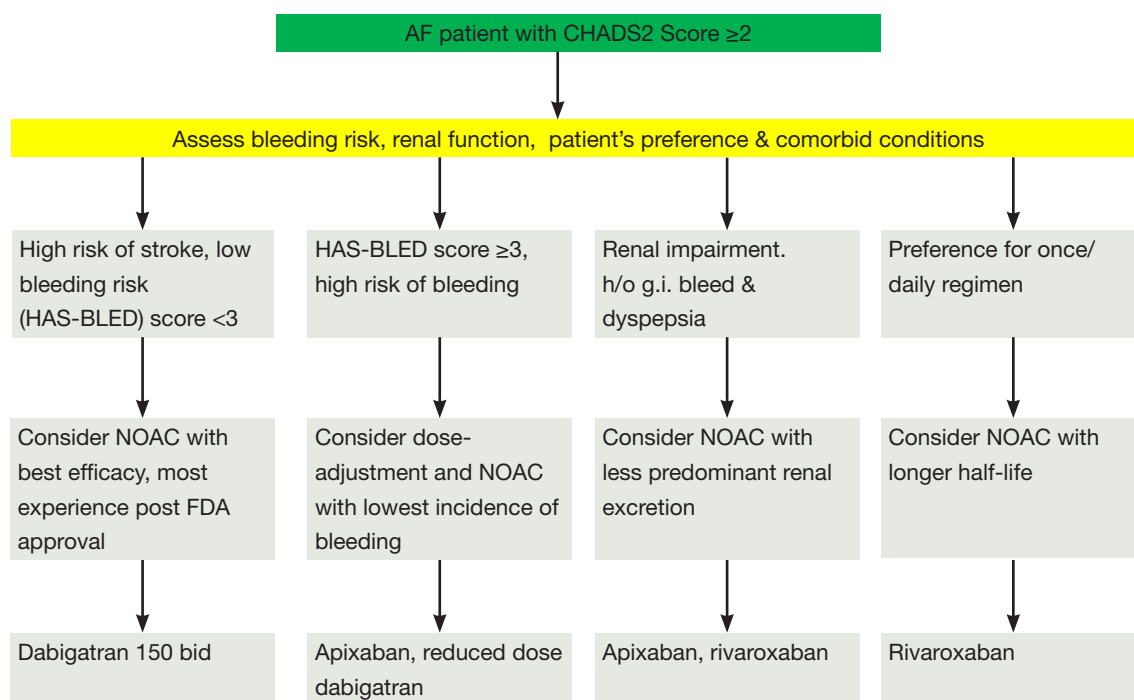 AF patient with CHADS2 Score ≥2
Assess bleeding risk, renal function, patient's preference & comorbid conditions
High risk of stroke, low
bleeding risk
(HAS-BLED) score <3
HAS-BLED score ≥3,
high risk of bleeding
Renal impairment.
h/o g.i. bleed &
dyspepsia
Preference for once/
daily regimen
Consider NOAC with
best efficacy, most
experience post FDA
approval
Consider dose-
adjustment and NOAC
with lowest incidence of
bleeding
Consider NOAC with
less predominant renal
excretion
Consider NOAC with
longer half-life
Dabigatran 150 bid
Apixaban, reduced dose
dabigatran
Apixaban, rivaroxaban
Rivaroxaban